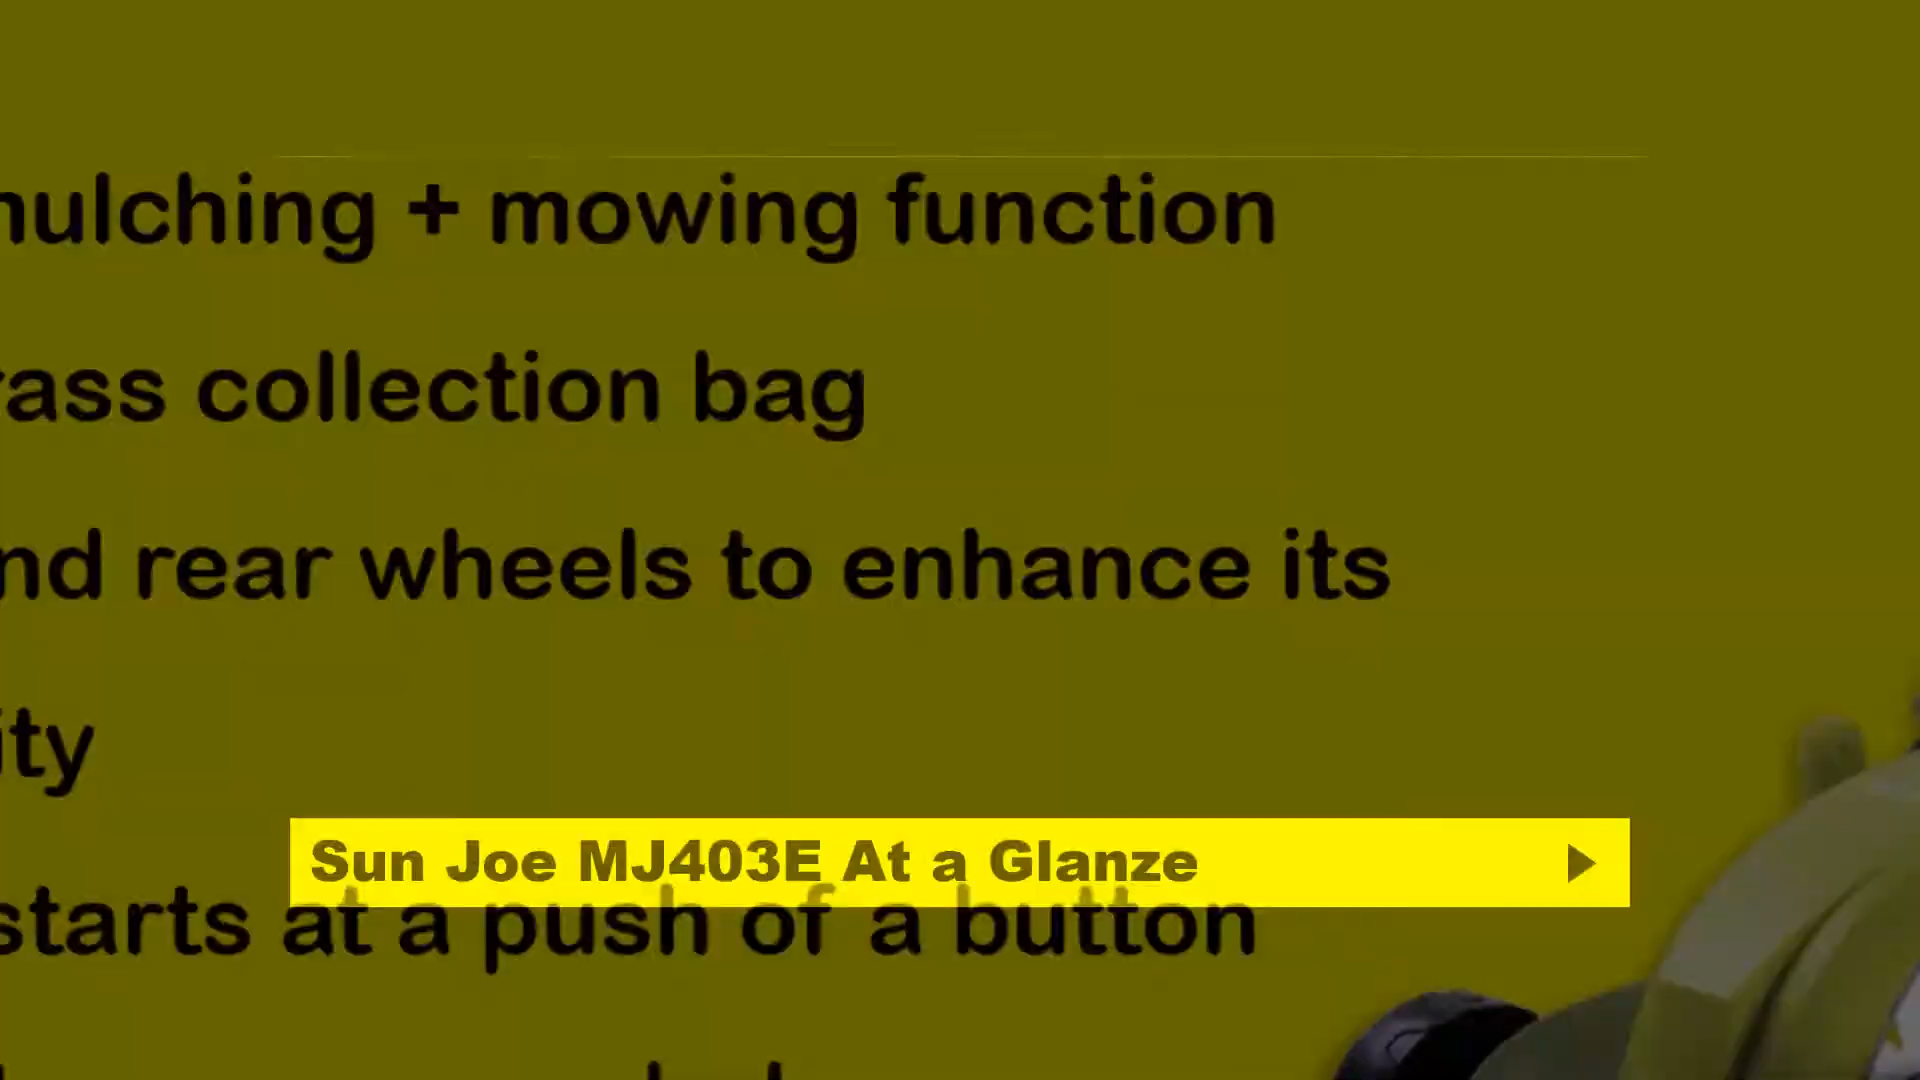 mulching + mowing function
rass collection bag
nd rear wheels to enhance its
ity
Sun Joe MJ403E At a Glanze
starts at a push of a button